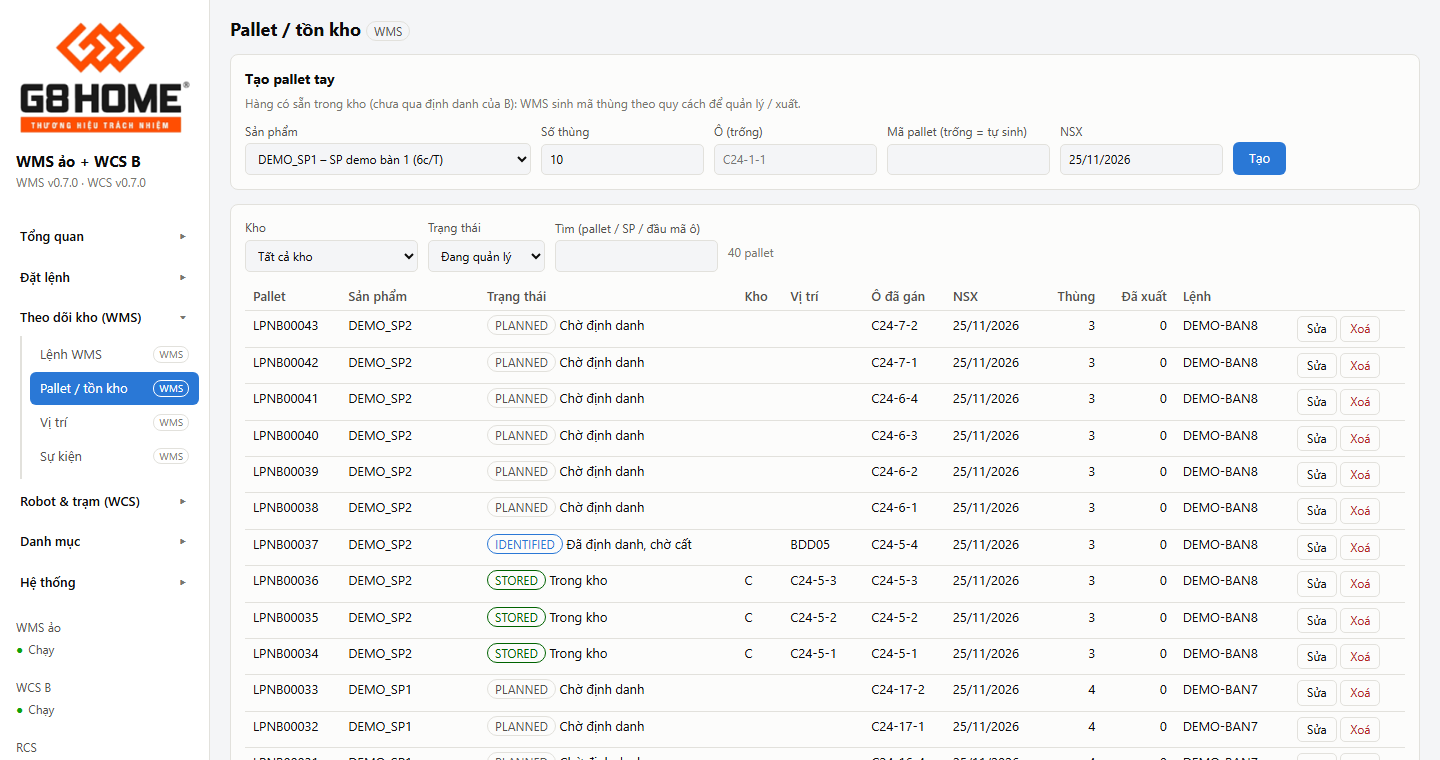 G8 HOME®
THƯƠNG HIỆU TRÁCH NHIỆM
WMS ảo + WCS B
WMS v0.7.0 · WCS v0.7.0
Tổng quan
Đặt lệnh
Theo dõi kho (WMS)
Lệnh WMS WMS
Pallet / tồn kho WMS
Vị trí WMS
Sự kiện WMS
Robot & trạm (WCS)
Danh mục
Hệ thống
WMS ảo
Chạy
WCS B
Chạy
RCS
Pallet / tồn kho WMS
Tạo pallet tay
Hàng có sẵn trong kho (chưa qua định danh của B): WMS sinh mã thùng theo quy cách để quản lý / xuất.
Sản phẩm Số thùng Ô (trống) Mã pallet (trống = tự sinh) NSX
DEMO_SP1 – SP demo bàn 1 (6c/T) 10 C24-1-1 25/11/2026 Tạo
Kho Trạng thái Tìm (pallet / SP / đầu mã ô)
Tất cả kho Đang quản lý 40 pallet
Pallet Sản phẩm Trạng thái Kho Vị trí Ô đã gán NSX Thùng Đã xuất Lệnh
LPNB00043 DEMO_SP2 PLANNED Chờ định danh C24-7-2 25/11/2026 3 0 DEMO-BAN8 Sửa Xoá
LPNB00042 DEMO_SP2 PLANNED Chờ định danh C24-7-1 25/11/2026 3 0 DEMO-BAN8 Sửa Xoá
LPNB00041 DEMO_SP2 PLANNED Chờ định danh C24-6-4 25/11/2026 3 0 DEMO-BAN8 Sửa Xoá
LPNB00040 DEMO_SP2 PLANNED Chờ định danh C24-6-3 25/11/2026 3 0 DEMO-BAN8 Sửa Xoá
LPNB00039 DEMO_SP2 PLANNED Chờ định danh C24-6-2 25/11/2026 3 0 DEMO-BAN8 Sửa Xoá
LPNB00038 DEMO_SP2 PLANNED Chờ định danh C24-6-1 25/11/2026 3 0 DEMO-BAN8 Sửa Xoá
LPNB00037 DEMO_SP2 IDENTIFIED Đã định danh, chờ cất BDD05 C24-5-4 25/11/2026 3 0 DEMO-BAN8 Sửa Xoá
LPNB00036 DEMO_SP2 STORED Trong kho C C24-5-3 C24-5-3 25/11/2026 3 0 DEMO-BAN8 Sửa Xoá
LPNB00035 DEMO_SP2 STORED Trong kho C C24-5-2 C24-5-2 25/11/2026 3 0 DEMO-BAN8 Sửa Xoá
LPNB00034 DEMO_SP2 STORED Trong kho C C24-5-1 C24-5-1 25/11/2026 3 0 DEMO-BAN8 Sửa Xoá
LPNB00033 DEMO_SP1 PLANNED Chờ định danh C24-17-2 25/11/2026 4 0 DEMO-BAN7 Sửa Xoá
LPNB00032 DEMO_SP1 PLANNED Chờ định danh C24-17-1 25/11/2026 4 0 DEMO-BAN7 Sửa Xoá